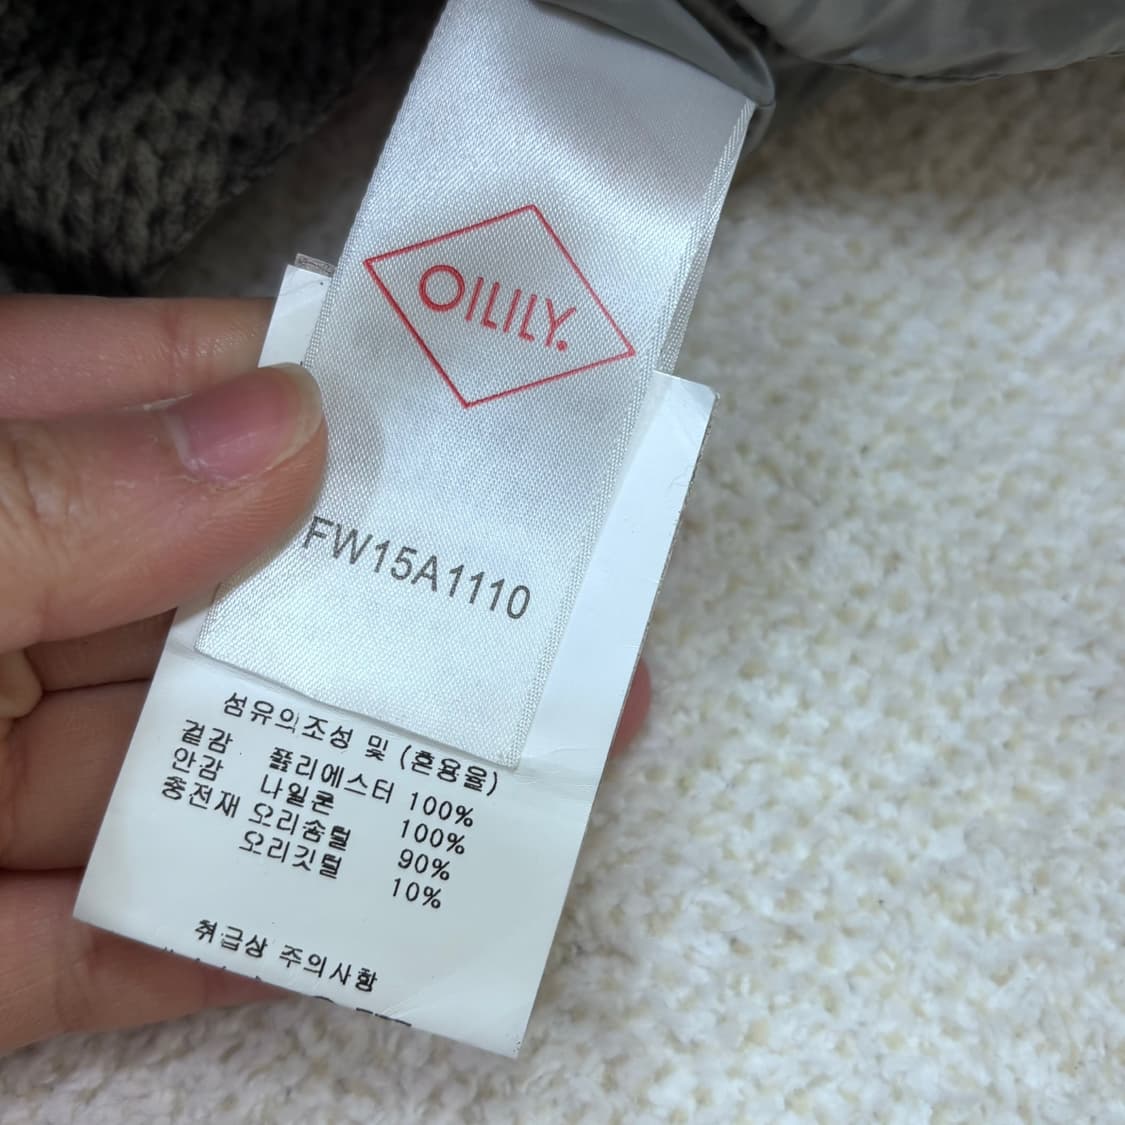 OILILY.
FW15A1110
섬유의조성 및 (혼용율)
겉감 폴리에스터 100%
안감 나일론 100%
충전재 오리솜털 90%
오리깃털 10%
취급상 주의사항